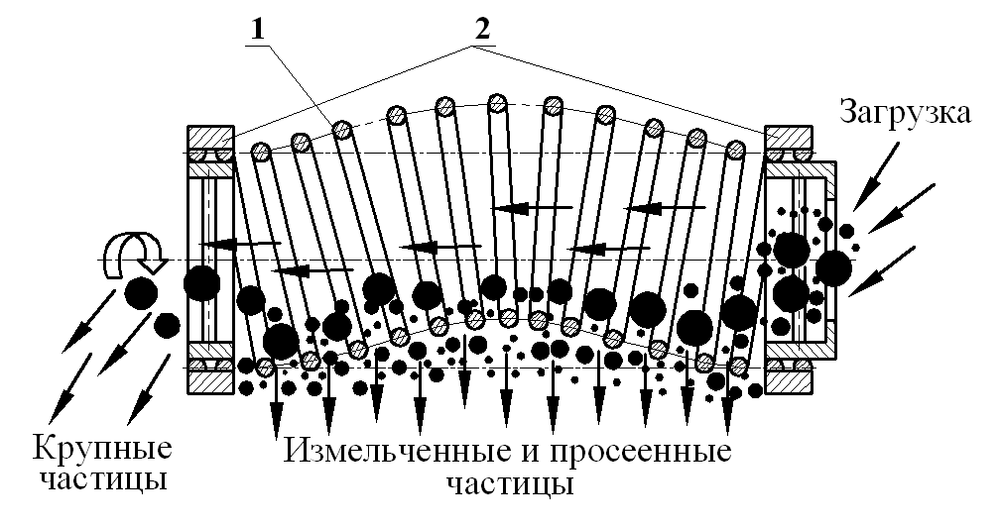 1
2
Загрузка
Крупные
частицы
Измельченные и просеенные
частицы